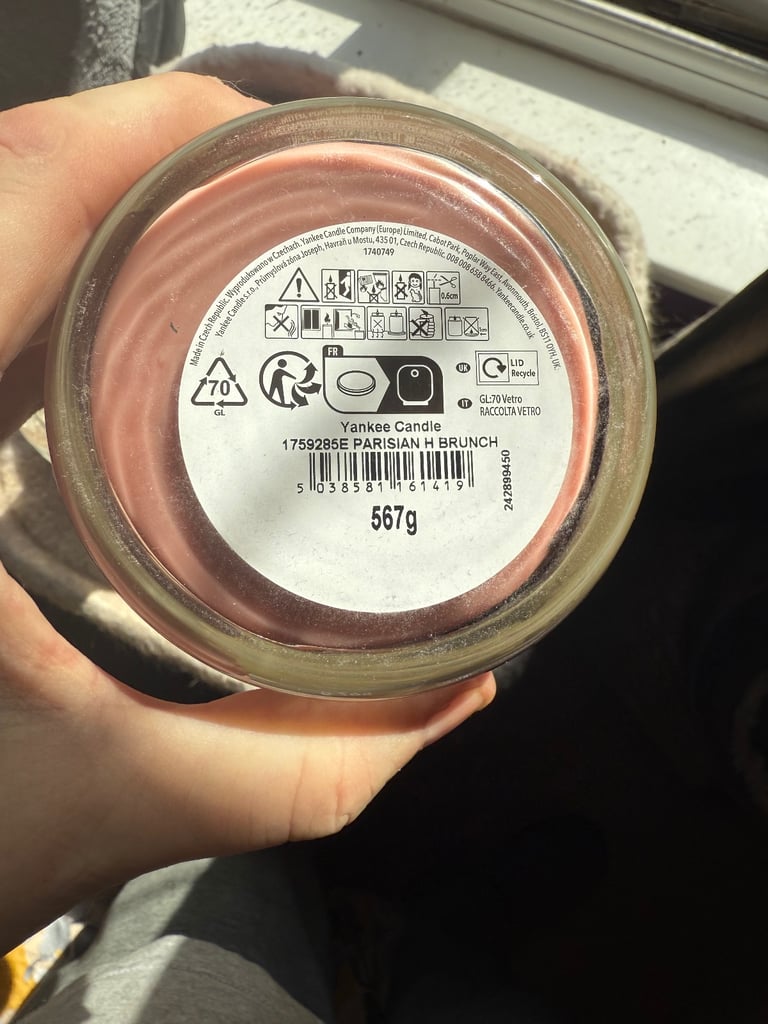 Made in Czech Republic. Wyprodukowano w Czechach. Yankee Candle Company (Europe) Limited, Cabot Park, Poplar Way East, Avonmouth, Bristol, BS11 0YH, UK.
Yankee Candle s.r.o., Průmyslová zóna Joseph, Havraň u Mostu, 435 01, Czech Republic. 008 008 658 8466. Yankeecandle.co.uk
1740749
0.6cm
FR
70
GL
UK
LID
Recycle
IT
GL:70 Vetro
RACCOLTA VETRO
Yankee Candle
1759285E PARISIAN H BRUNCH
5 038581 161419
242899450
567g